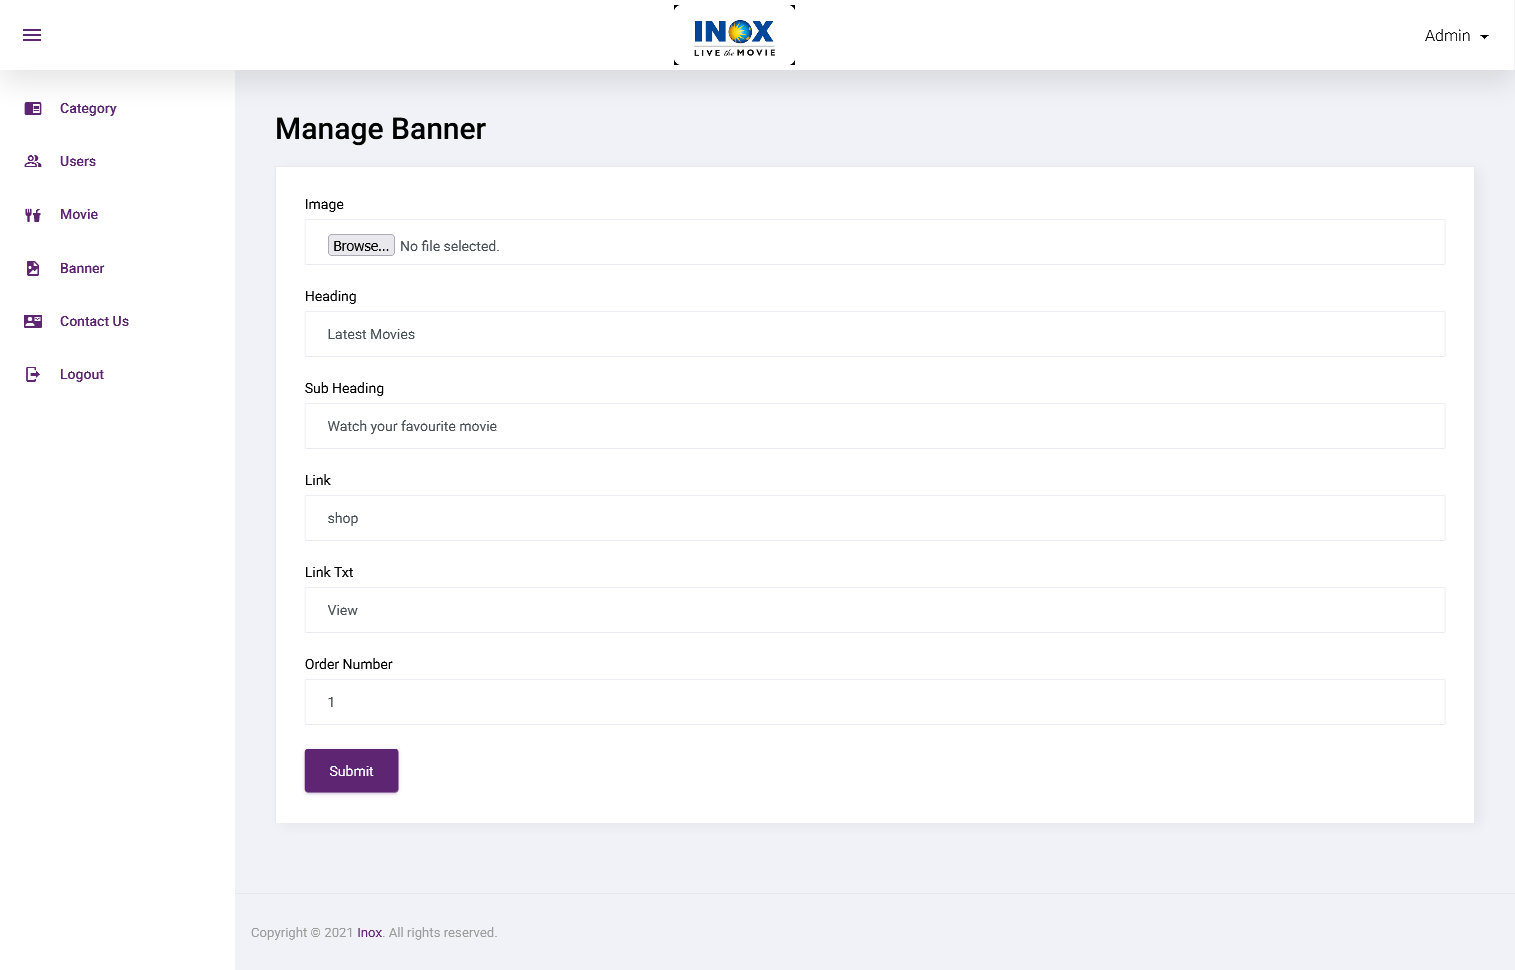 INOX
LIVE the MOVIE
Admin
Category
Users
Movie
Banner
Contact Us
Logout
Manage Banner
Image
Browse... No file selected.
Heading
Latest Movies
Sub Heading
Watch your favourite movie
Link
shop
Link Txt
View
Order Number
1
Submit
Copyright © 2021 Inox. All rights reserved.